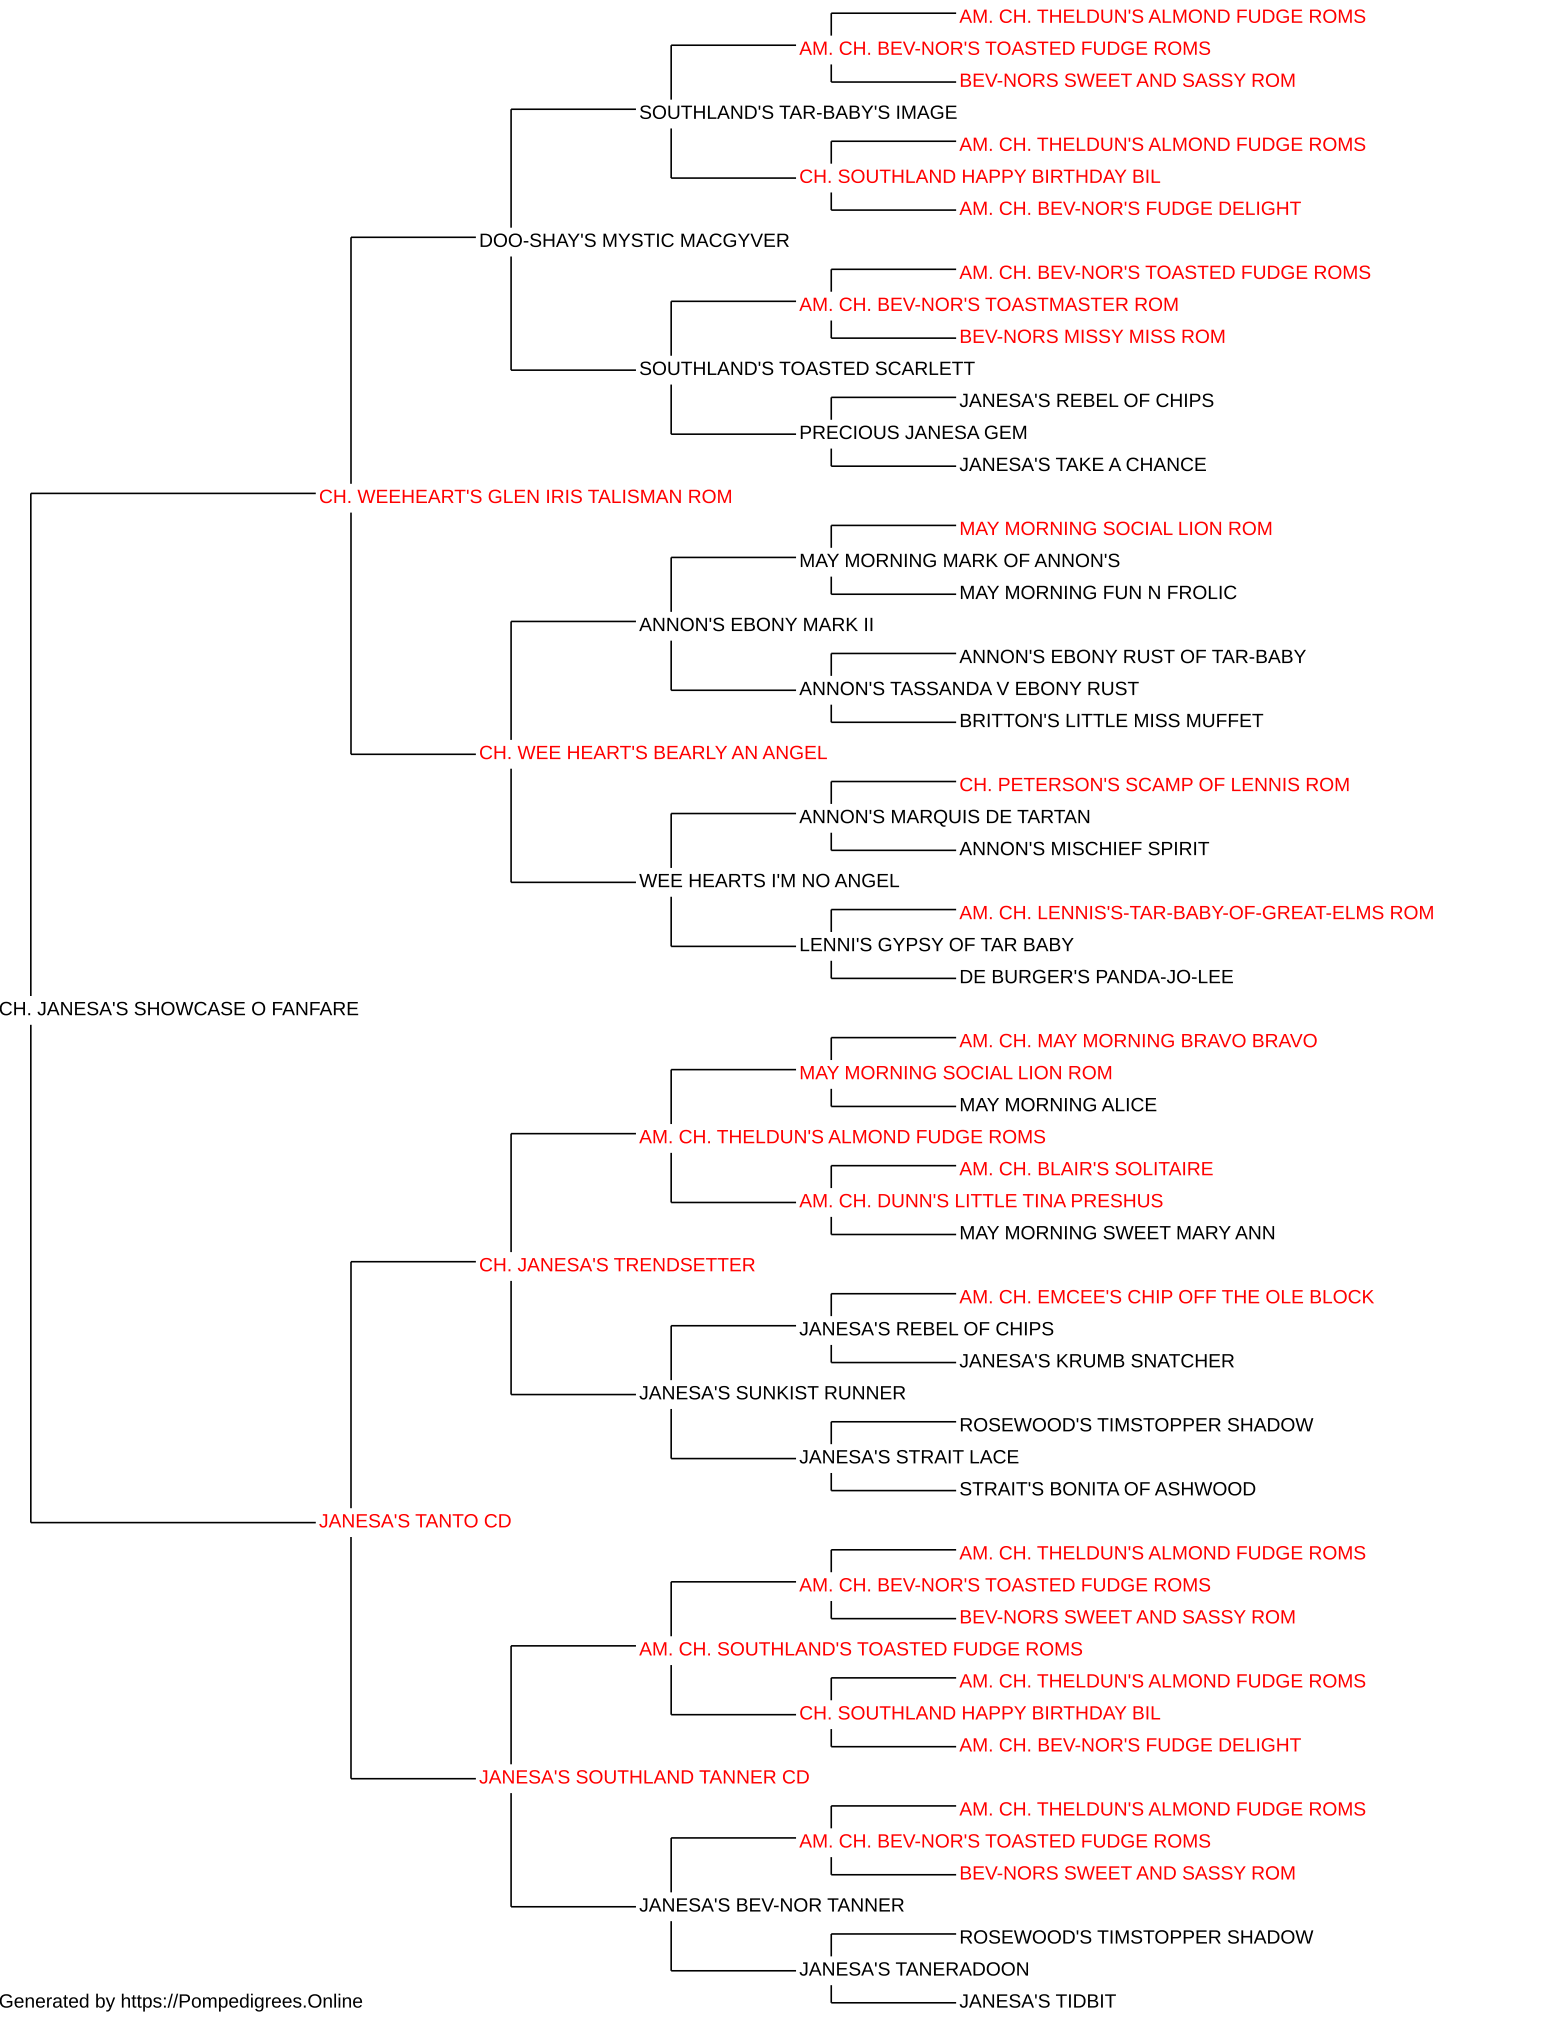 AM. CH. THELDUN'S ALMOND FUDGE ROMS
AM. CH. BEV-NOR'S TOASTED FUDGE ROMS
BEV-NORS SWEET AND SASSY ROM
SOUTHLAND'S TAR-BABY'S IMAGE
AM. CH. THELDUN'S ALMOND FUDGE ROMS
CH. SOUTHLAND HAPPY BIRTHDAY BIL
AM. CH. BEV-NOR'S FUDGE DELIGHT
DOO-SHAY'S MYSTIC MACGYVER
AM. CH. BEV-NOR'S TOASTED FUDGE ROMS
AM. CH. BEV-NOR'S TOASTMASTER ROM
BEV-NORS MISSY MISS ROM
SOUTHLAND'S TOASTED SCARLETT
JANESA'S REBEL OF CHIPS
PRECIOUS JANESA GEM
JANESA'S TAKE A CHANCE
CH. WEEHEART'S GLEN IRIS TALISMAN ROM
MAY MORNING SOCIAL LION ROM
MAY MORNING MARK OF ANNON'S
MAY MORNING FUN N FROLIC
ANNON'S EBONY MARK II
ANNON'S EBONY RUST OF TAR-BABY
ANNON'S TASSANDA V EBONY RUST
BRITTON'S LITTLE MISS MUFFET
CH. WEE HEART'S BEARLY AN ANGEL
CH. PETERSON'S SCAMP OF LENNIS ROM
ANNON'S MARQUIS DE TARTAN
ANNON'S MISCHIEF SPIRIT
WEE HEARTS I'M NO ANGEL
AM. CH. LENNIS'S-TAR-BABY-OF-GREAT-ELMS ROM
LENNI'S GYPSY OF TAR BABY
DE BURGER'S PANDA-JO-LEE
CH. JANESA'S SHOWCASE O FANFARE
AM. CH. MAY MORNING BRAVO BRAVO
MAY MORNING SOCIAL LION ROM
MAY MORNING ALICE
AM. CH. THELDUN'S ALMOND FUDGE ROMS
AM. CH. BLAIR'S SOLITAIRE
AM. CH. DUNN'S LITTLE TINA PRESHUS
MAY MORNING SWEET MARY ANN
CH. JANESA'S TRENDSETTER
AM. CH. EMCEE'S CHIP OFF THE OLE BLOCK
JANESA'S REBEL OF CHIPS
JANESA'S KRUMB SNATCHER
JANESA'S SUNKIST RUNNER
ROSEWOOD'S TIMSTOPPER SHADOW
JANESA'S STRAIT LACE
STRAIT'S BONITA OF ASHWOOD
JANESA'S TANTO CD
AM. CH. THELDUN'S ALMOND FUDGE ROMS
AM. CH. BEV-NOR'S TOASTED FUDGE ROMS
BEV-NORS SWEET AND SASSY ROM
AM. CH. SOUTHLAND'S TOASTED FUDGE ROMS
AM. CH. THELDUN'S ALMOND FUDGE ROMS
CH. SOUTHLAND HAPPY BIRTHDAY BIL
AM. CH. BEV-NOR'S FUDGE DELIGHT
JANESA'S SOUTHLAND TANNER CD
AM. CH. THELDUN'S ALMOND FUDGE ROMS
AM. CH. BEV-NOR'S TOASTED FUDGE ROMS
BEV-NORS SWEET AND SASSY ROM
JANESA'S BEV-NOR TANNER
ROSEWOOD'S TIMSTOPPER SHADOW
JANESA'S TANERADOON
JANESA'S TIDBIT
Generated by https://Pompedigrees.Online